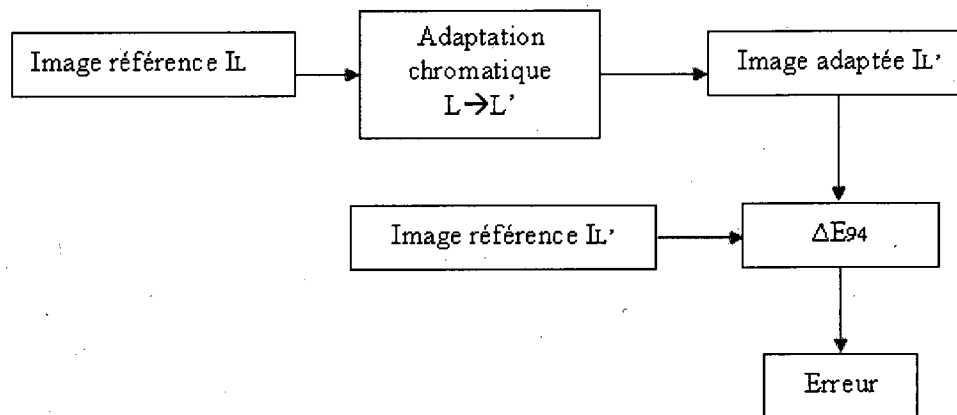 Image référence IL
Adaptation
chromatique
L→L'
Image adaptée IL'
Image référence IL'
ΔE94
Erreur